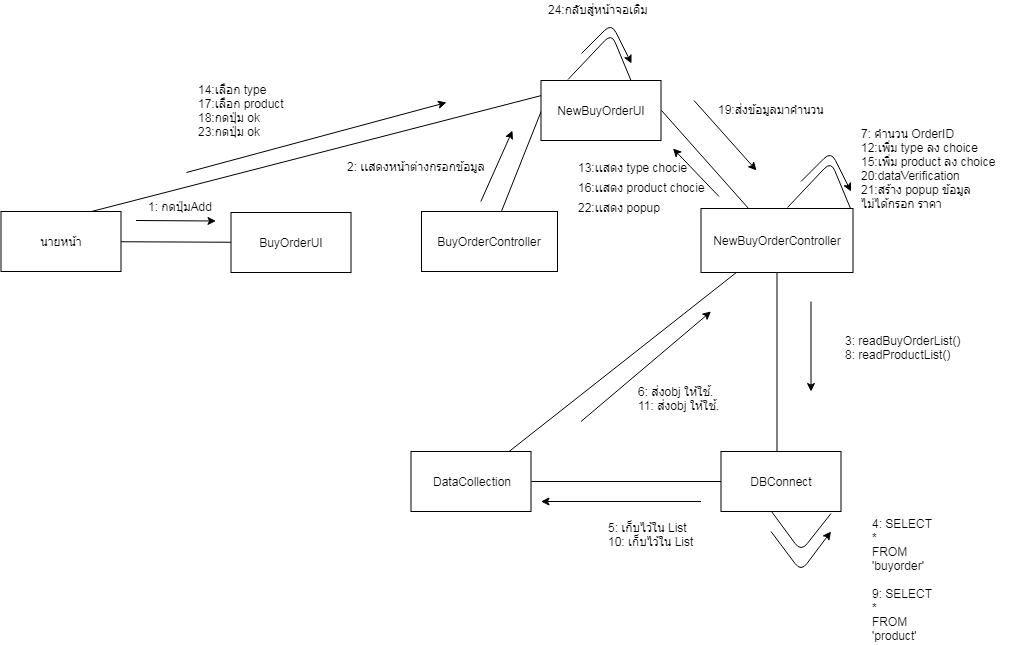 24:กลับสู่หน้าจอเดิม
14:เลือก type
17:เลือก product
18:กดปุ่ม ok
23:กดปุ่ม ok
NewBuyOrderUI
19:ส่งข้อมูลมาคำนวน
7: คำนวน OrderID
12:เพิ่ม type ลง choice
15:เพิ่ม product ลง choice
20:dataVerification
21:สร้าง popup ข้อมูล
ไม่ได้กรอก ราคา
2: แสดงหน้าต่างกรอกข้อมูล
13:แสดง type chocie
16:แสดง product chocie
22:แสดง popup
1: กดปุ่มAdd
นายหน้า
BuyOrderUI
BuyOrderController
NewBuyOrderController
3: readBuyOrderList()
8: readProductList()
6: ส่งobj ให้ใช้.
11: ส่งobj ให้ใช้.
DataCollection
DBConnect
5: เก็บไว้ใน List
10: เก็บไว้ใน List
4: SELECT
*
FROM
'buyorder'
9: SELECT
*
FROM
'product'